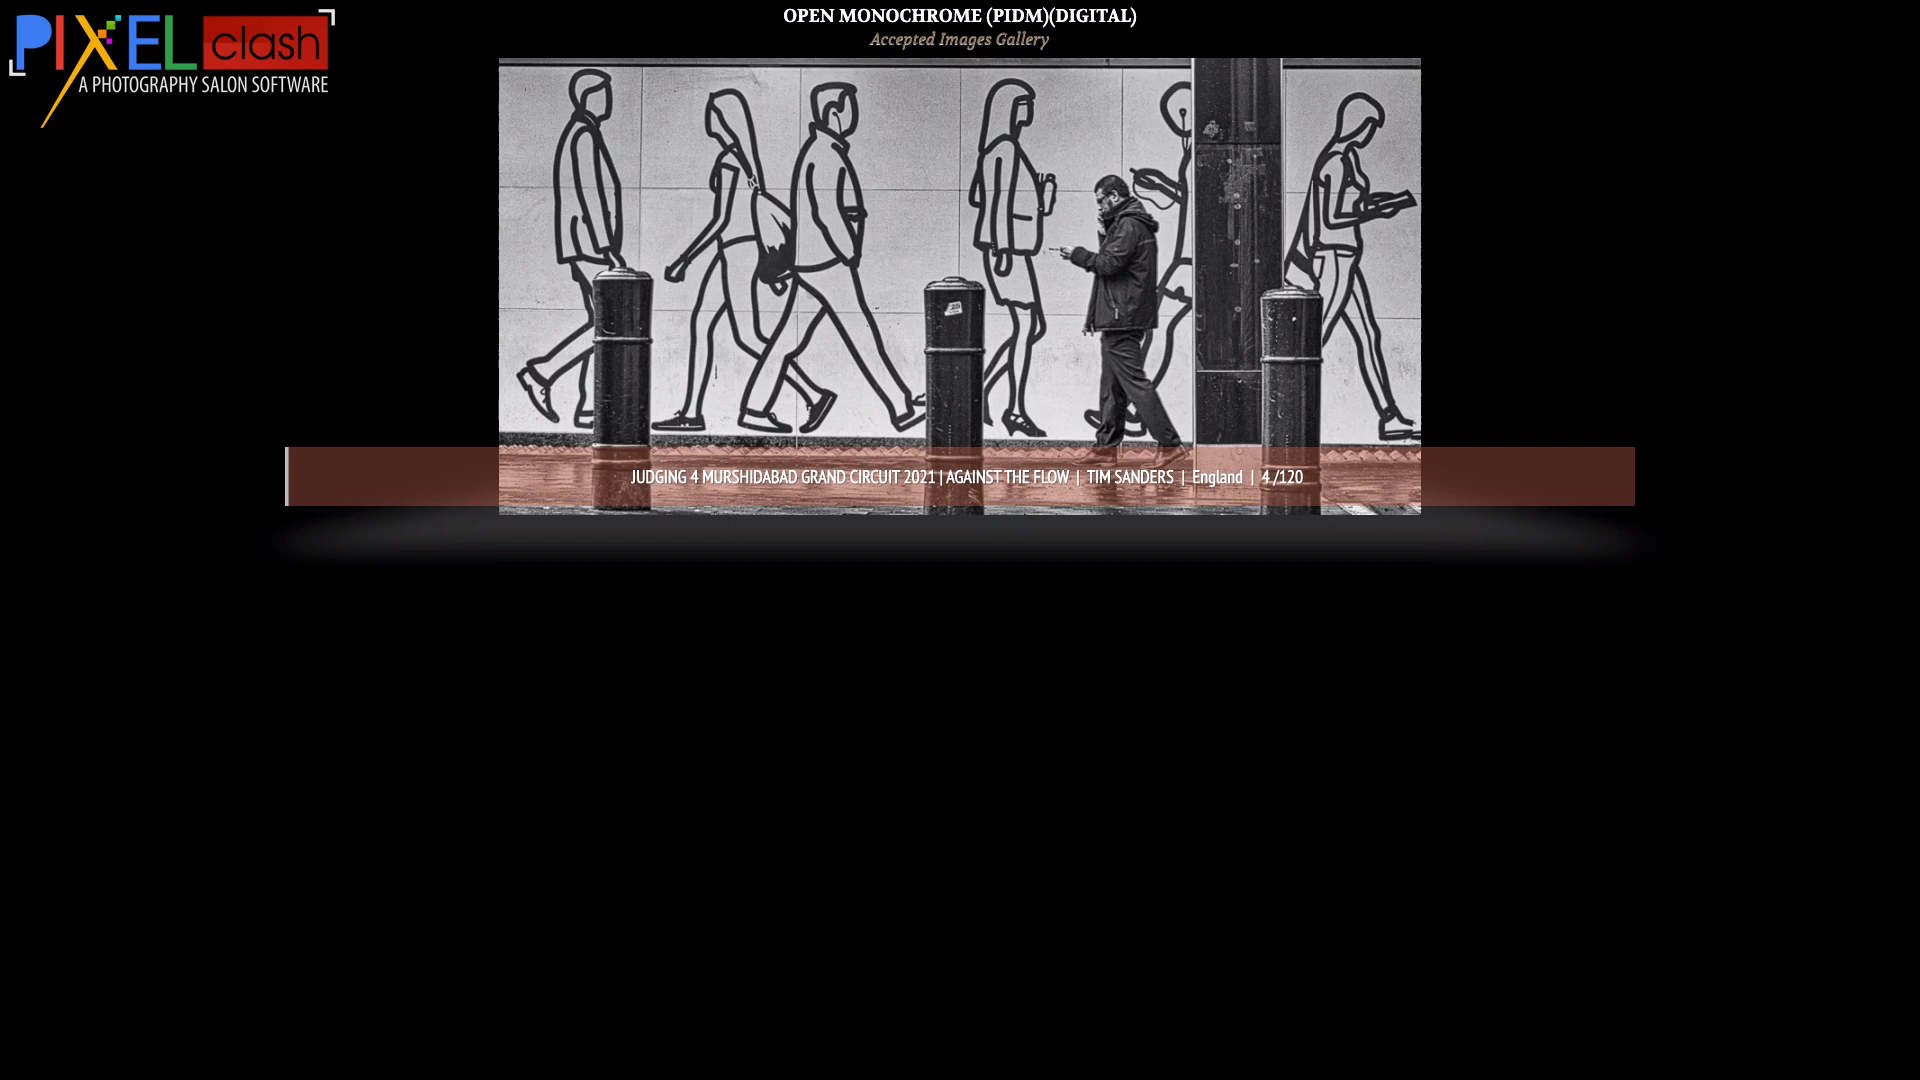 PIXEL clash
A PHOTOGRAPHY SALON SOFTWARE
OPEN MONOCHROME (PIDM)(DIGITAL)
Accepted Images Gallery
JUDGING 4 MURSHIDABAD GRAND CIRCUIT 2021 | AGAINST THE FLOW | TIM SANDERS | England | 4 /120